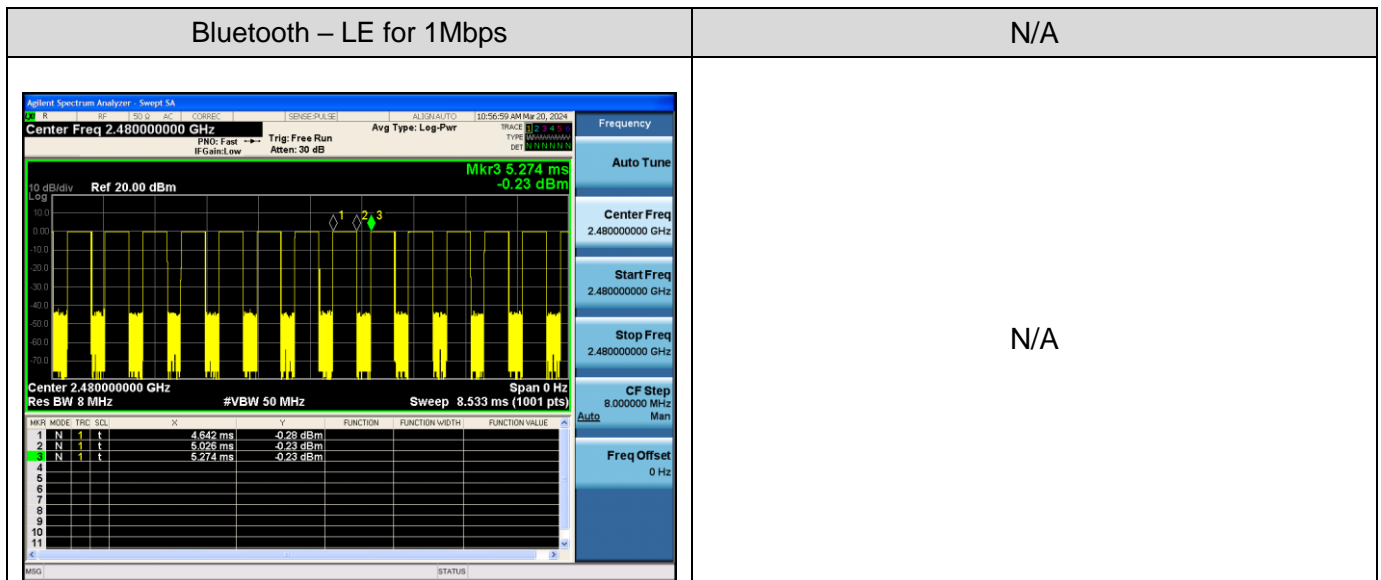 Bluetooth – LE for 1Mbps
N/A
Agilent Spectrum Analyzer - Swept SA
R RF 50 Ω AC CORREC SENSE:PULSE ALIGNAUTO 10:56:59 AM Mar 20, 2024
Center Freq 2.480000000 GHz
PNO: Fast
IFGain:Low
Trig: Free Run
Atten: 30 dB
Avg Type: Log-Pwr
TRACE 1 2 3 4 5 6
TYPE
DET N N N N N N
Mkr3 5.274 ms
-0.23 dBm
10 dB/div Ref 20.00 dBm
Log
10.0
0.00
-10.0
-20.0
-30.0
-40.0
-50.0
-60.0
-70.0
1 2 3
Center 2.480000000 GHz Span 0 Hz
Res BW 8 MHz #VBW 50 MHz Sweep 8.533 ms (1001 pts)
MKR MODE TRC SCL X Y FUNCTION FUNCTION WIDTH FUNCTION VALUE
1 N 1 t 4.642 ms -0.28 dBm
2 N 1 t 5.026 ms -0.23 dBm
3 N 1 t 5.274 ms -0.23 dBm
4
5
6
7
8
9
10
11
MSG STATUS
Frequency
Auto Tune
Center Freq
2.480000000 GHz
Start Freq
2.480000000 GHz
Stop Freq
2.480000000 GHz
CF Step
8.000000 MHz
Auto Man
Freq Offset
0 Hz
N/A